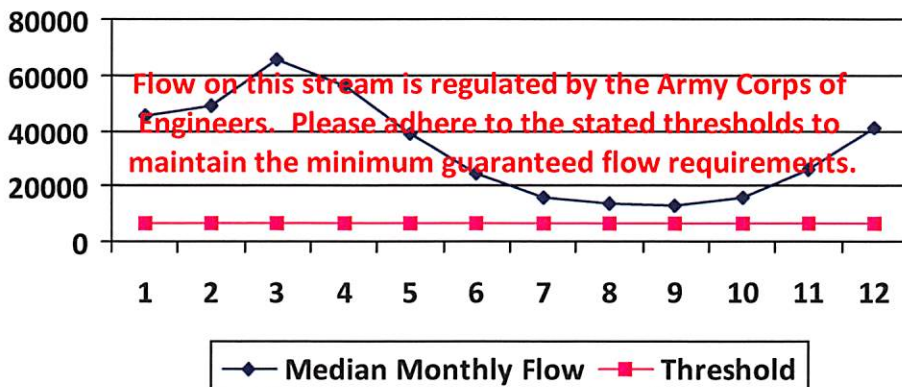 80000
60000
40000
20000
0
Flow on this stream is regulated by the Army Corps of
Engineers. Please adhere to the stated thresholds to
maintain the minimum guaranteed flow requirements.
1 2 3 4 5 6 7 8 9 10 11 12
Median Monthly Flow Threshold